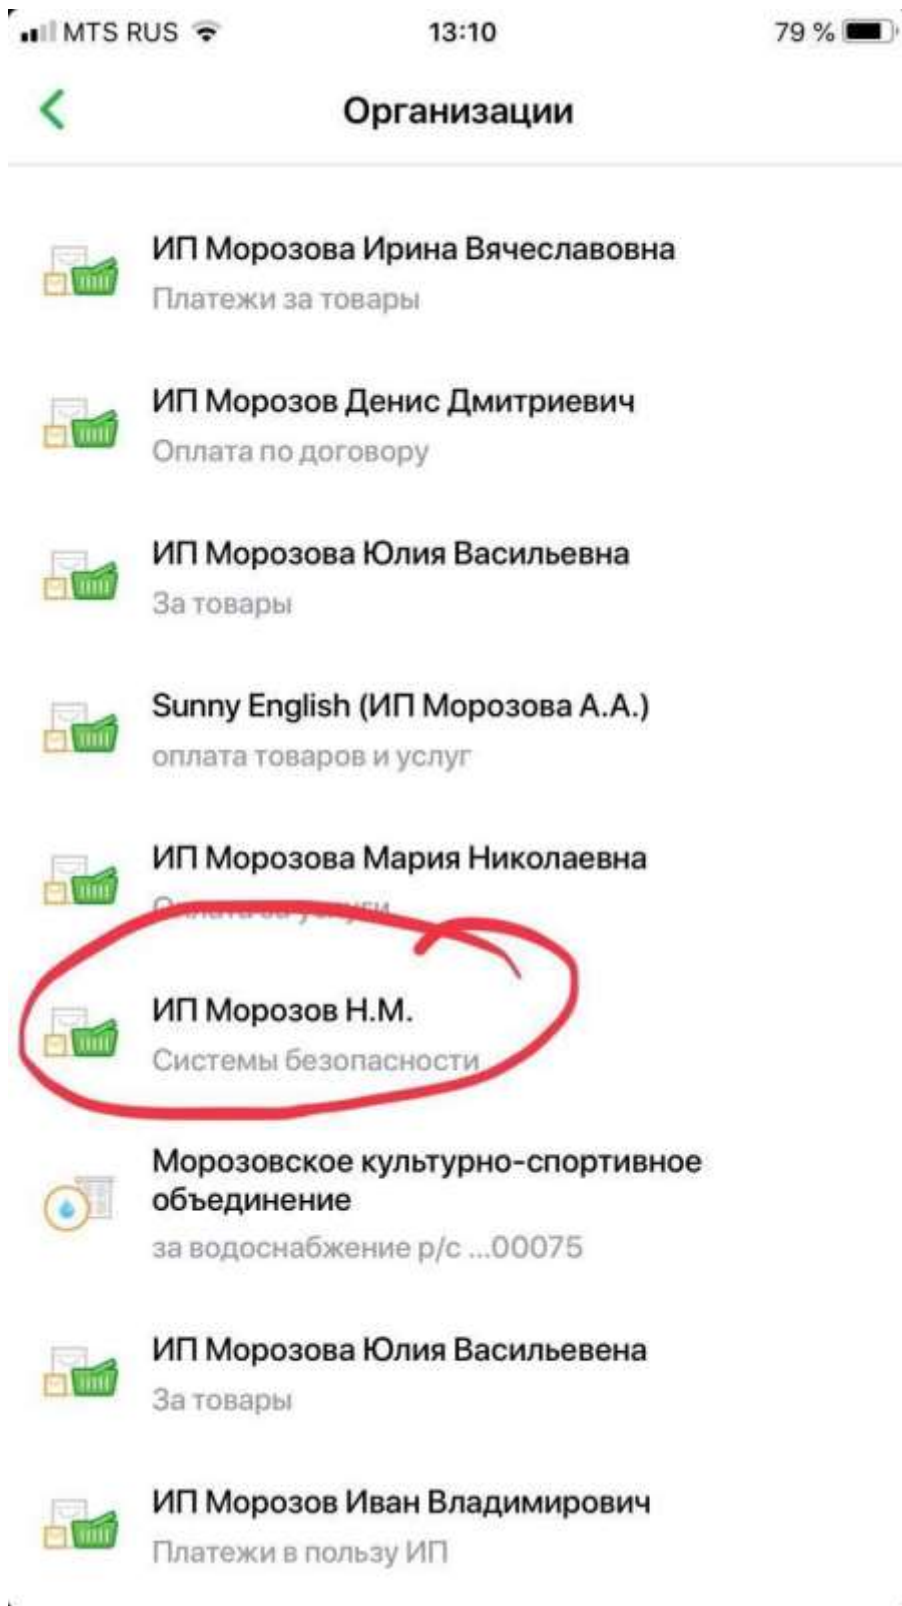 MTS RUS
13:10
79 %
Организации
ИП Морозова Ирина Вячеславовна
Платежи за товары
ИП Морозов Денис Дмитриевич
Оплата по договору
ИП Морозова Юлия Васильевна
За товары
Sunny English (ИП Морозова А.А.)
оплата товаров и услуг
ИП Морозова Мария Николаевна
Оплата за услуги
ИП Морозов Н.М.
Системы безопасности
Морозовское культурно-спортивное
объединение
за водоснабжение р/с ...00075
ИП Морозова Юлия Васильевена
За товары
ИП Морозов Иван Владимирович
Платежи в пользу ИП